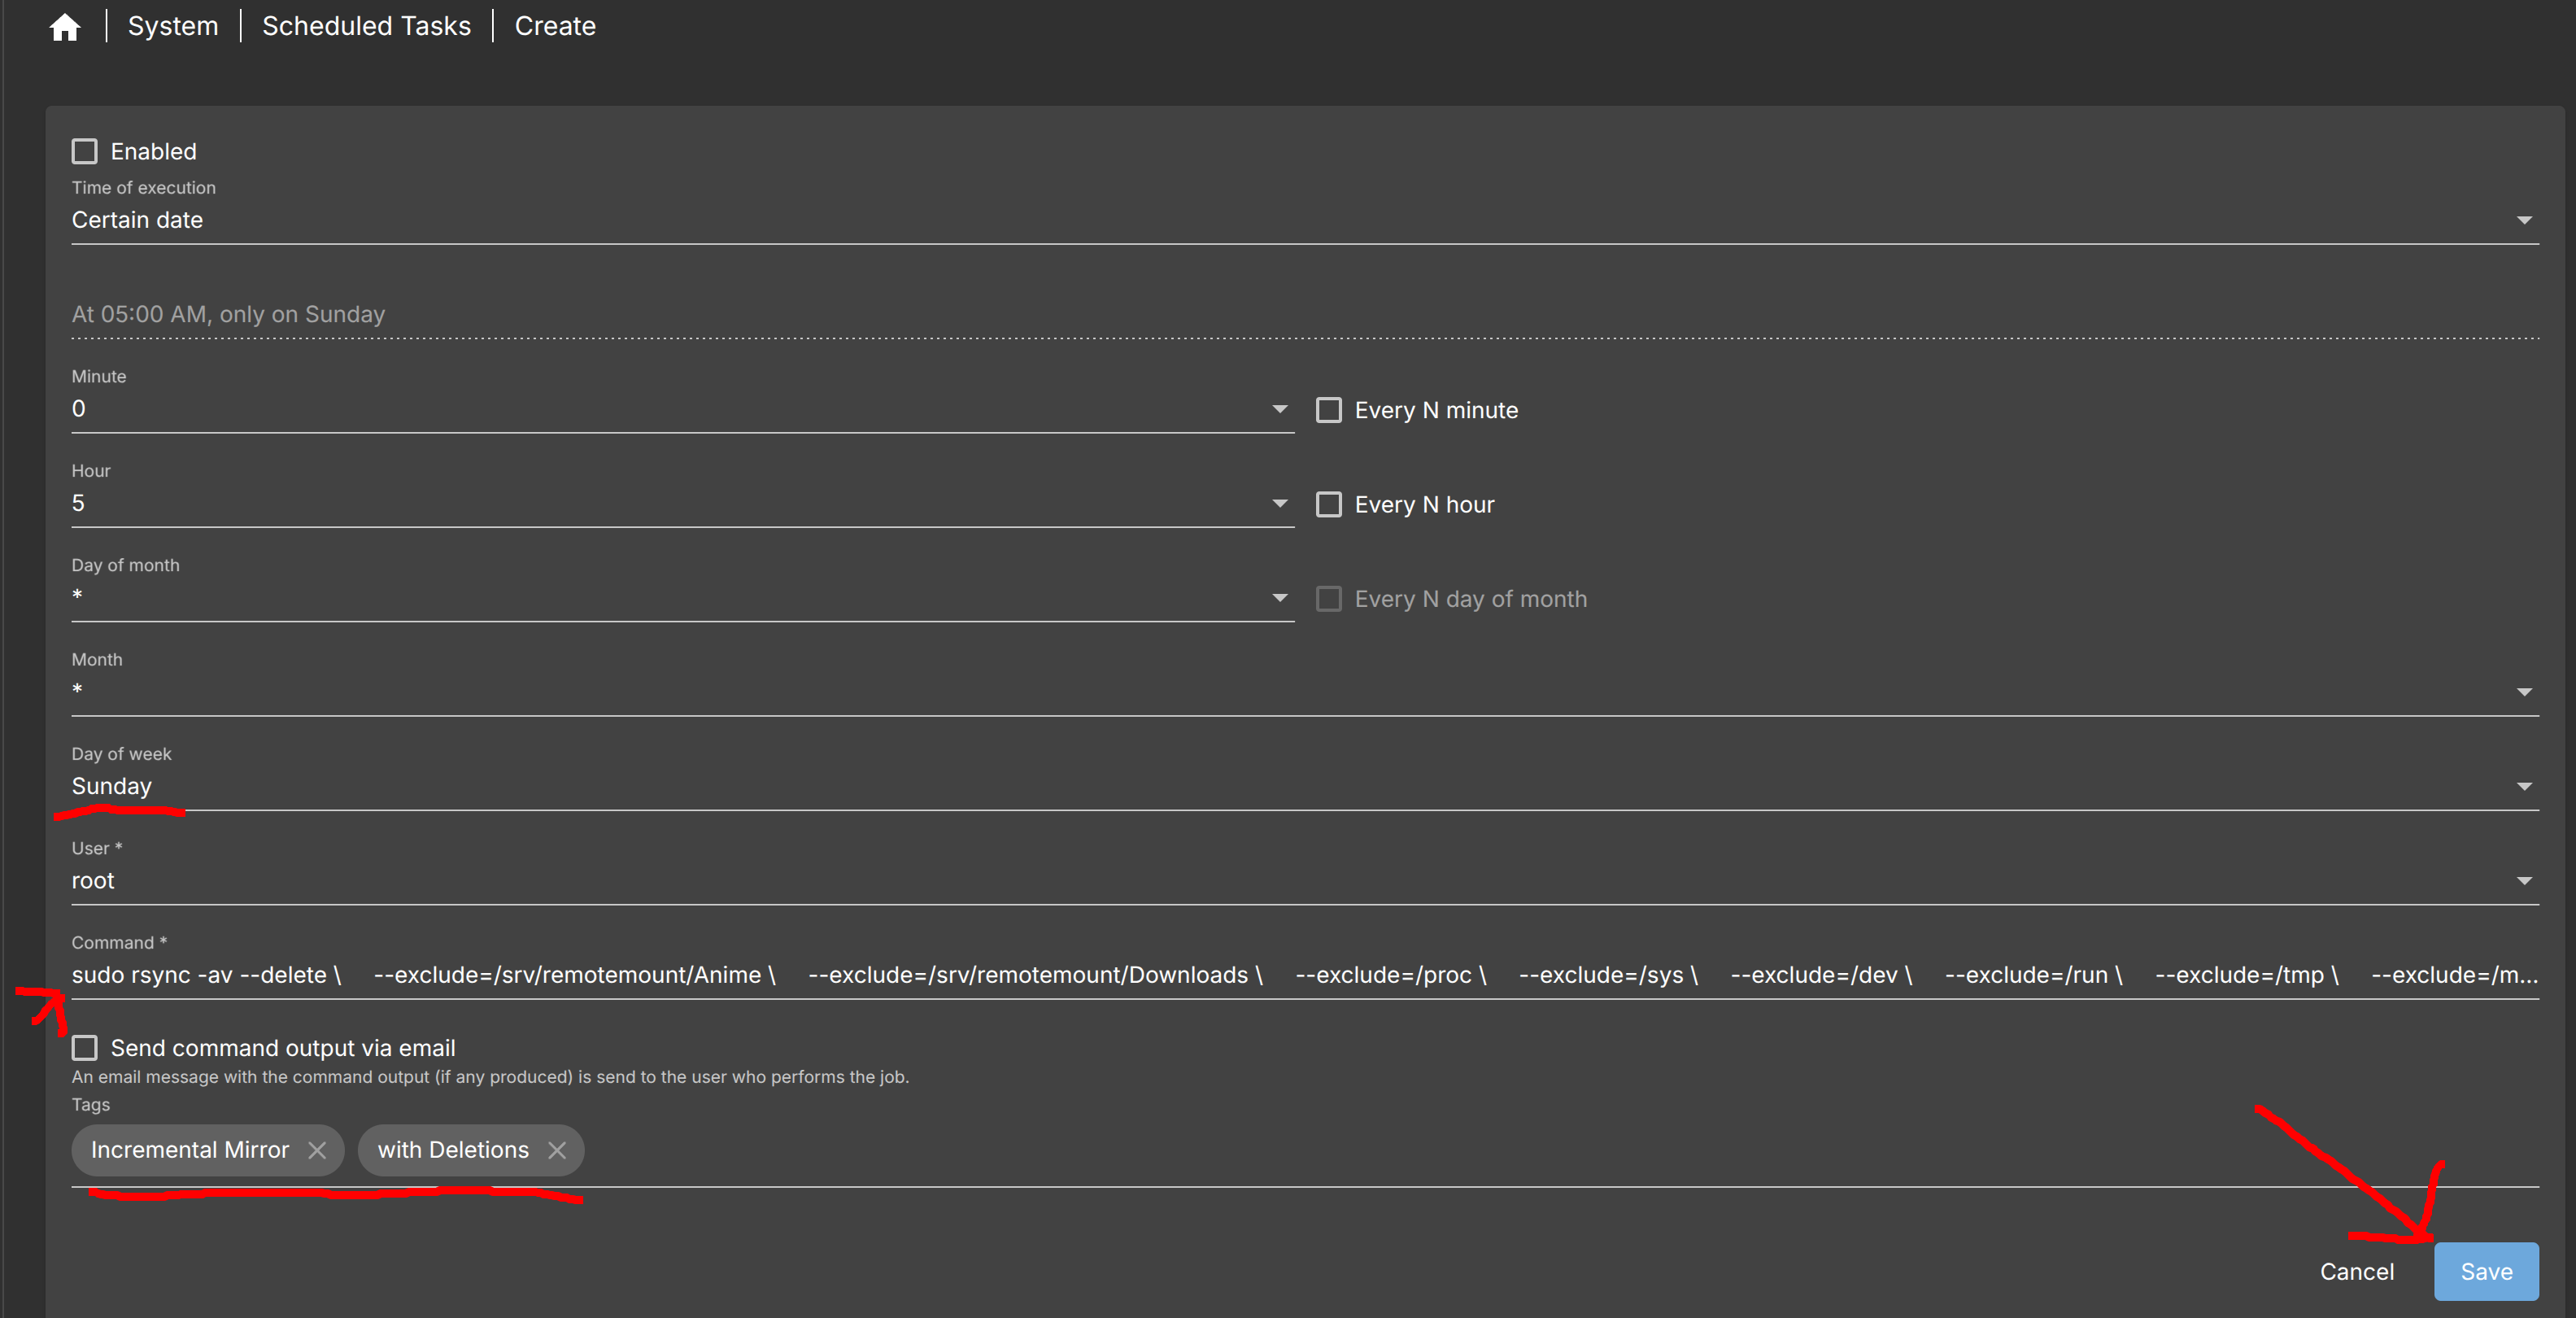 System | Scheduled Tasks | Create
Enabled
Time of execution
Certain date
At 05:00 AM, only on Sunday
Minute
0
Every N minute
Hour
5
Every N hour
Day of month
*
Every N day of month
Month
*
Day of week
Sunday
User *
root
Command *
sudo rsync -av --delete \ --exclude=/srv/remotemount/Anime \ --exclude=/srv/remotemount/Downloads \ --exclude=/proc \ --exclude=/sys \ --exclude=/dev \ --exclude=/run \ --exclude=/tmp \ --exclude=/m...
Send command output via email
An email message with the command output (if any produced) is send to the user who performs the job.
Tags
Incremental Mirror with Deletions
Cancel Save